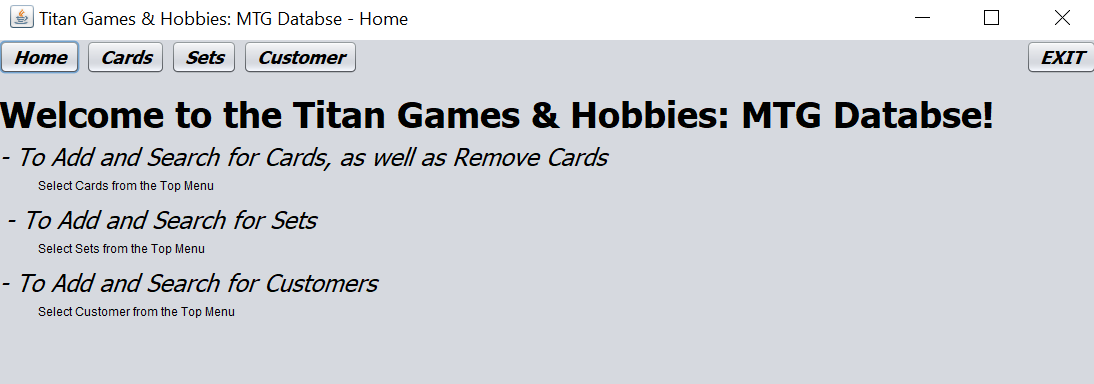 Titan Games & Hobbies: MTG Databse - Home
Home Cards Sets Customer EXIT
Welcome to the Titan Games & Hobbies: MTG Databse!
- To Add and Search for Cards, as well as Remove Cards
Select Cards from the Top Menu
- To Add and Search for Sets
Select Sets from the Top Menu
- To Add and Search for Customers
Select Customer from the Top Menu